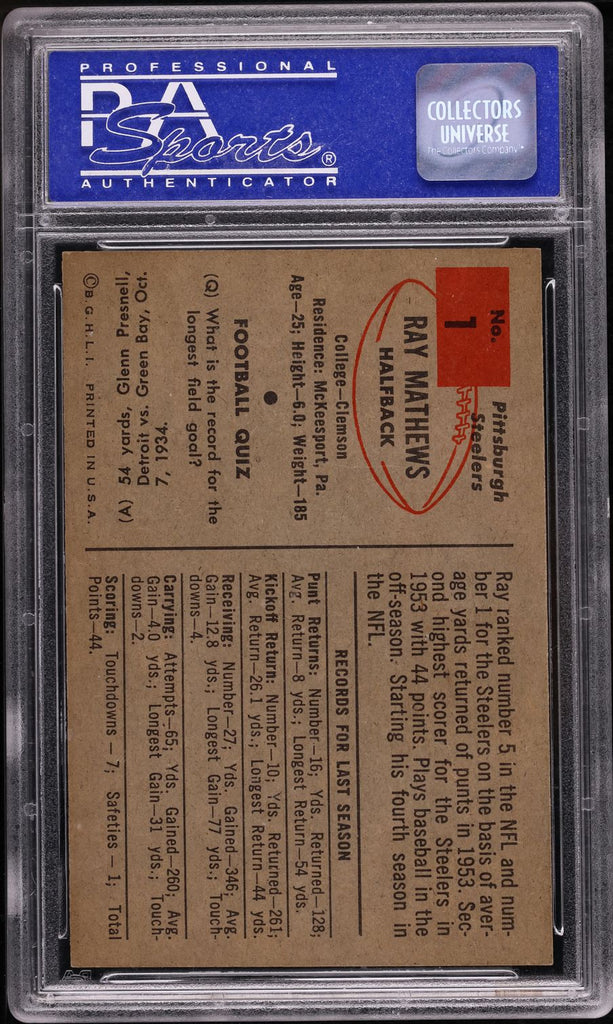 PROFESSIONAL
PSA
Sports®
AUTHENTICATOR
COLLECTORS
UNIVERSE
The Collectors Company™
No.
1
Pittsburgh
Steelers
RAY MATHEWS
HALFBACK
College—Clemson
Residence: McKeesport, Pa.
Age—25; Height—6.0; Weight—185
FOOTBALL QUIZ
(Q) What is the record for the
longest field goal?
(A) 54 yards, Glen Presnell,
Detroit vs. Green Bay, Oct.
7, 1934.
©B.G.H.L.I. PRINTED IN U.S.A.
Ray ranked number 5 in the NFL and num-
ber 1 for the Steelers on the basis of aver-
age yards returned of punts in 1953. Sec-
ond highest scorer for the Steelers in
1953 with 44 points. Plays baseball in the
off-season. Starting his fourth season in
the NFL.
RECORDS FOR LAST SEASON
Punt Returns: Number—16; Yds. Returned—128;
Avg. Return—8 yds.; Longest Return—54 yds.
Kickoff Return: Number—10; Yds. Returned—261;
Avg. Return—26.1 yds.; Longest Return—44 yds.
Receiving: Number—27; Yds. Gained—346; Avg.
Gain—12.8 yds.; Longest Gain—77 yds.; Touch-
downs—4.
Carrying: Attempts—65; Yds. Gained—260; Avg.
Gain—4.0 yds.; Longest Gain—31 yds.; Touch-
downs—2.
Scoring: Touchdowns — 7; Safeties — 1; Total
Points—44.